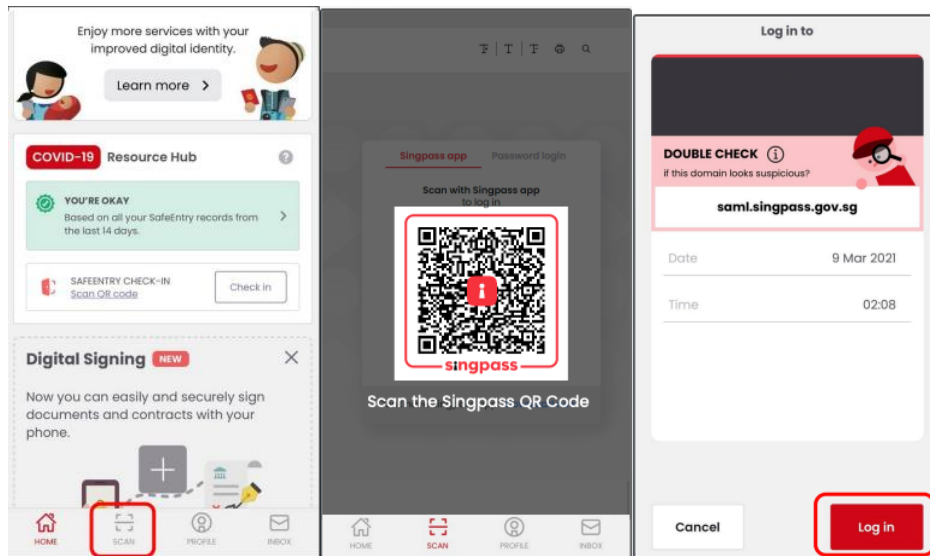 Enjoy more services with your
improved digital identity.
Learn more >
COVID-19 Resource Hub
YOU'RE OKAY
Based on all your SafeEntry records from
the last 14 days.
SAFEENTRY CHECK-IN
Scan QR code
Check in
Digital Signing NEW
Now you can easily and securely sign
documents and contracts with your
phone.
HOME
SCAN
PROFILE
INBOX
Singpass app
Password login
Scan with Singpass app
to log in
singpass
Scan the Singpass QR Code
HOME
SCAN
PROFILE
INBOX
Log in to
DOUBLE CHECK
if this domain looks suspicious?
saml.singpass.gov.sg
Date 9 Mar 2021
Time 02:08
Cancel
Log in